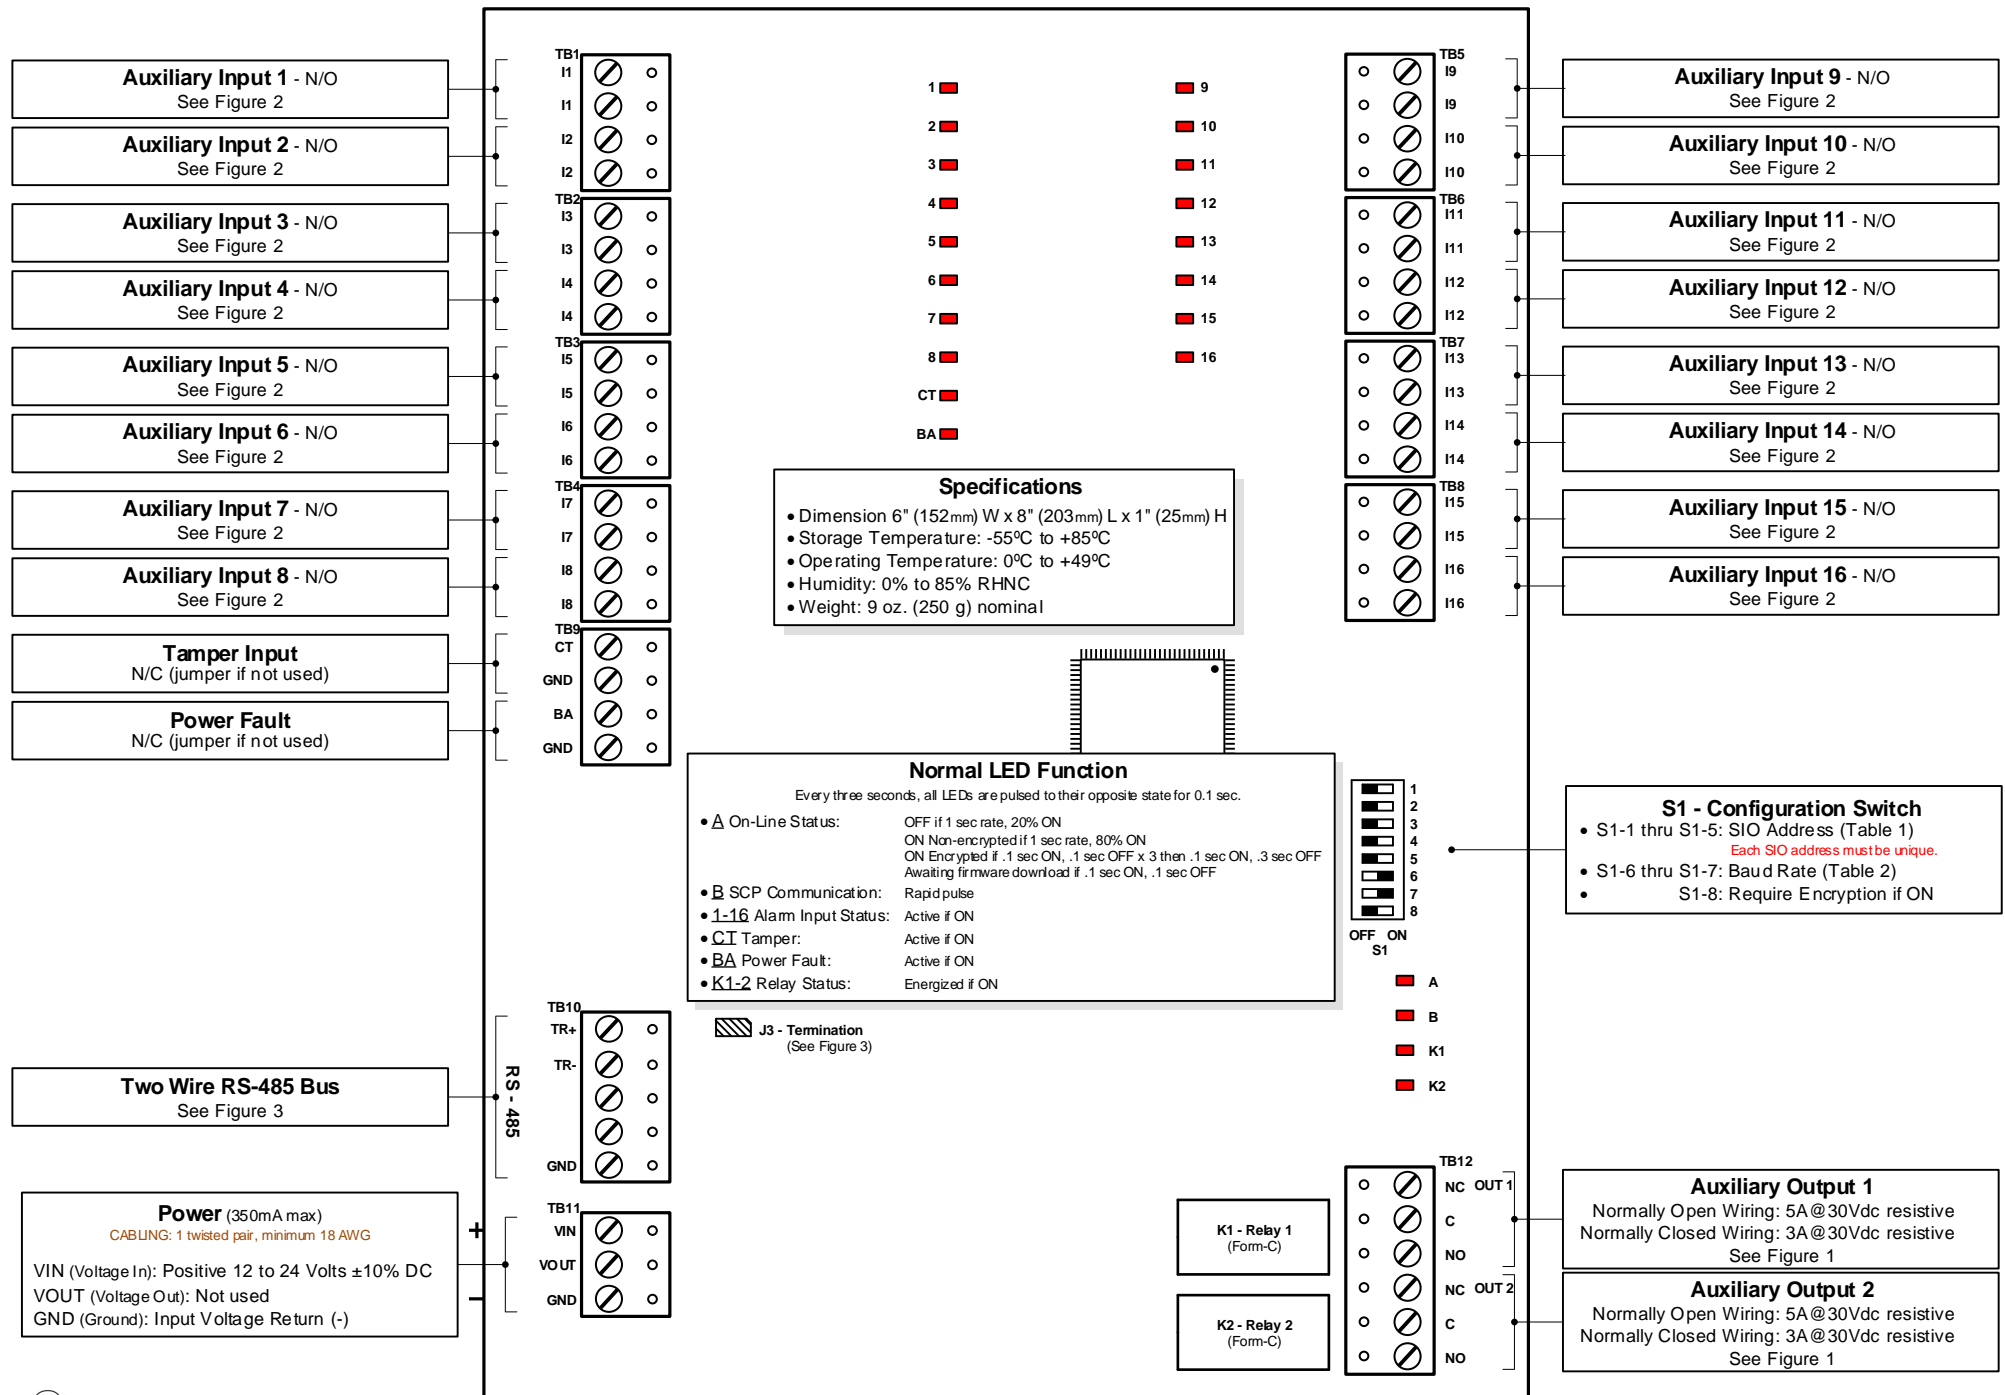 Auxiliary Input 1 - N/O
See Figure 2
Auxiliary Input 2 - N/O
See Figure 2
Auxiliary Input 3 - N/O
See Figure 2
Auxiliary Input 4 - N/O
See Figure 2
Auxiliary Input 5 - N/O
See Figure 2
Auxiliary Input 6 - N/O
See Figure 2
Auxiliary Input 7 - N/O
See Figure 2
Auxiliary Input 8 - N/O
See Figure 2
Tamper Input
N/C (jumper if not used)
Power Fault
N/C (jumper if not used)
Two Wire RS-485 Bus
See Figure 3
Power (350mA max)
CABLING: 1 twisted pair, minimum 18 AWG
VIN (Voltage In): Positive 12 to 24 Volts ±10% DC
VOUT (Voltage Out): Not used
GND (Ground): Input Voltage Return (-)
+
–
TB1
I1
I1
I2
I2
TB2
I3
I3
I4
I4
TB3
I5
I5
I6
I6
TB4
I7
I7
I8
I8
TB9
CT
GND
BA
GND
TB10
TR+
TR-
GND
RS - 485
TB11
VIN
VOUT
GND
1
2
3
4
5
6
7
8
CT
BA
9
10
11
12
13
14
15
16
Specifications
• Dimension 6" (152mm) W x 8" (203mm) L x 1" (25mm) H
• Storage Temperature: -55ºC to +85ºC
• Operating Temperature: 0ºC to +49ºC
• Humidity: 0% to 85% RHNC
• Weight: 9 oz. (250 g) nominal
Normal LED Function
Every three seconds, all LEDs are pulsed to their opposite state for 0.1 sec.
• A On-Line Status: OFF if 1 sec rate, 20% ON
ON Non-encrypted if 1 sec rate, 80% ON
ON Encrypted if .1 sec ON, .1 sec OFF x 3 then .1 sec ON, .3 sec OFF
Awaiting firmware download if .1 sec ON, .1 sec OFF
• B SCP Communication: Rapid pulse
• 1-16 Alarm Input Status: Active if ON
• CT Tamper: Active if ON
• BA Power Fault: Active if ON
• K1-2 Relay Status: Energized if ON
J3 - Termination
(See Figure 3)
K1 - Relay 1
(Form-C)
K2 - Relay 2
(Form-C)
TB5
I9
I9
I10
I10
TB6
I11
I11
I12
I12
TB7
I13
I13
I14
I14
TB8
I15
I15
I16
I16
1
2
3
4
5
6
7
8
OFF ON
S1
A
B
K1
K2
TB12
NC OUT 1
C
NO
NC OUT 2
C
NO
Auxiliary Input 9 - N/O
See Figure 2
Auxiliary Input 10 - N/O
See Figure 2
Auxiliary Input 11 - N/O
See Figure 2
Auxiliary Input 12 - N/O
See Figure 2
Auxiliary Input 13 - N/O
See Figure 2
Auxiliary Input 14 - N/O
See Figure 2
Auxiliary Input 15 - N/O
See Figure 2
Auxiliary Input 16 - N/O
See Figure 2
S1 - Configuration Switch
• S1-1 thru S1-5: SIO Address (Table 1)
Each SIO address must be unique.
• S1-6 thru S1-7: Baud Rate (Table 2)
• S1-8: Require Encryption if ON
Auxiliary Output 1
Normally Open Wiring: 5A@30Vdc resistive
Normally Closed Wiring: 3A@30Vdc resistive
See Figure 1
Auxiliary Output 2
Normally Open Wiring: 5A@30Vdc resistive
Normally Closed Wiring: 3A@30Vdc resistive
See Figure 1